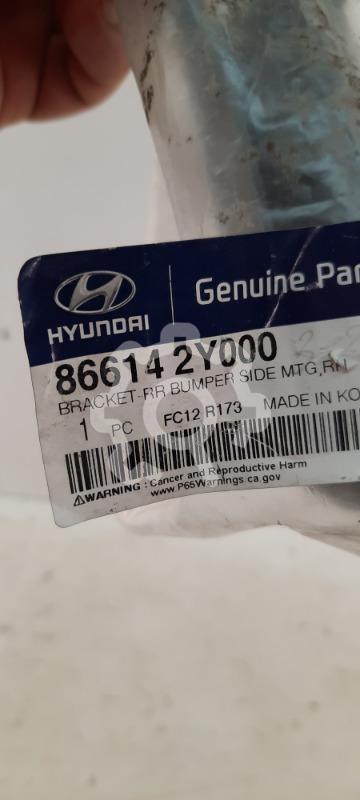 HYUNDAI
Genuine Par
86614 2Y000
BRACKET-RR BUMPER SIDE MTG,RH
1 PC FC12 R173 MADE IN KO
⚠WARNING : Cancer and Reproductive Harm
www.P65Warnings.ca.gov